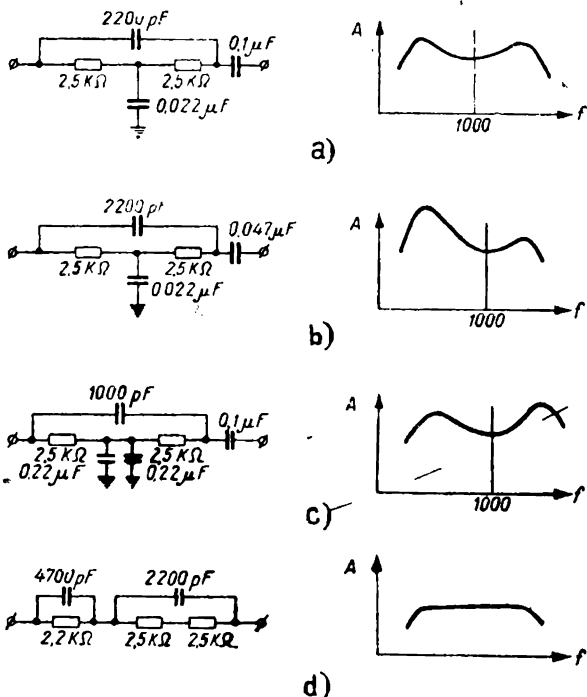 2200 pF
0,1 µF
2,5 KΩ
2,5 KΩ
0,022 µF
A
f
1000
a)
2200 pF
0,047 µF
2,5 KΩ
2,5 KΩ
0,022 µF
A
f
1000
b)
1000 pF
0,1 µF
2,5 KΩ
2,5 KΩ
0,22 µF
0,22 µF
A
f
1000
c)
4700 pF
2200 pF
2,2 KΩ
2,5 KΩ
2,5 KΩ
A
f
d)